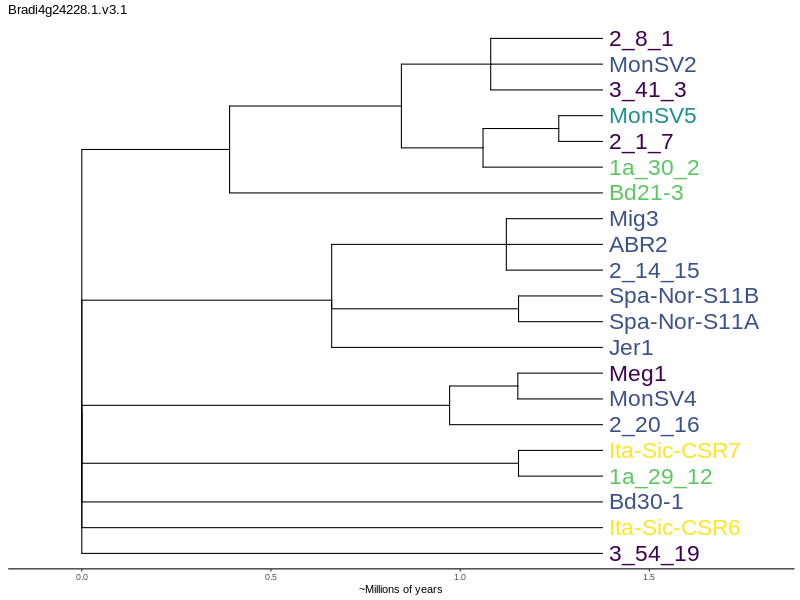 Bradi4g24228.1.v3.1
2_8_1
MonSV2
3_41_3
MonSV5
2_1_7
1a_30_2
Bd21-3
Mig3
ABR2
2_14_15
Spa-Nor-S11B
Spa-Nor-S11A
Jer1
Meg1
MonSV4
2_20_16
Ita-Sic-CSR7
1a_29_12
Bd30-1
Ita-Sic-CSR6
3_54_19
0.0 0.5 1.0 1.5
~Millions of years